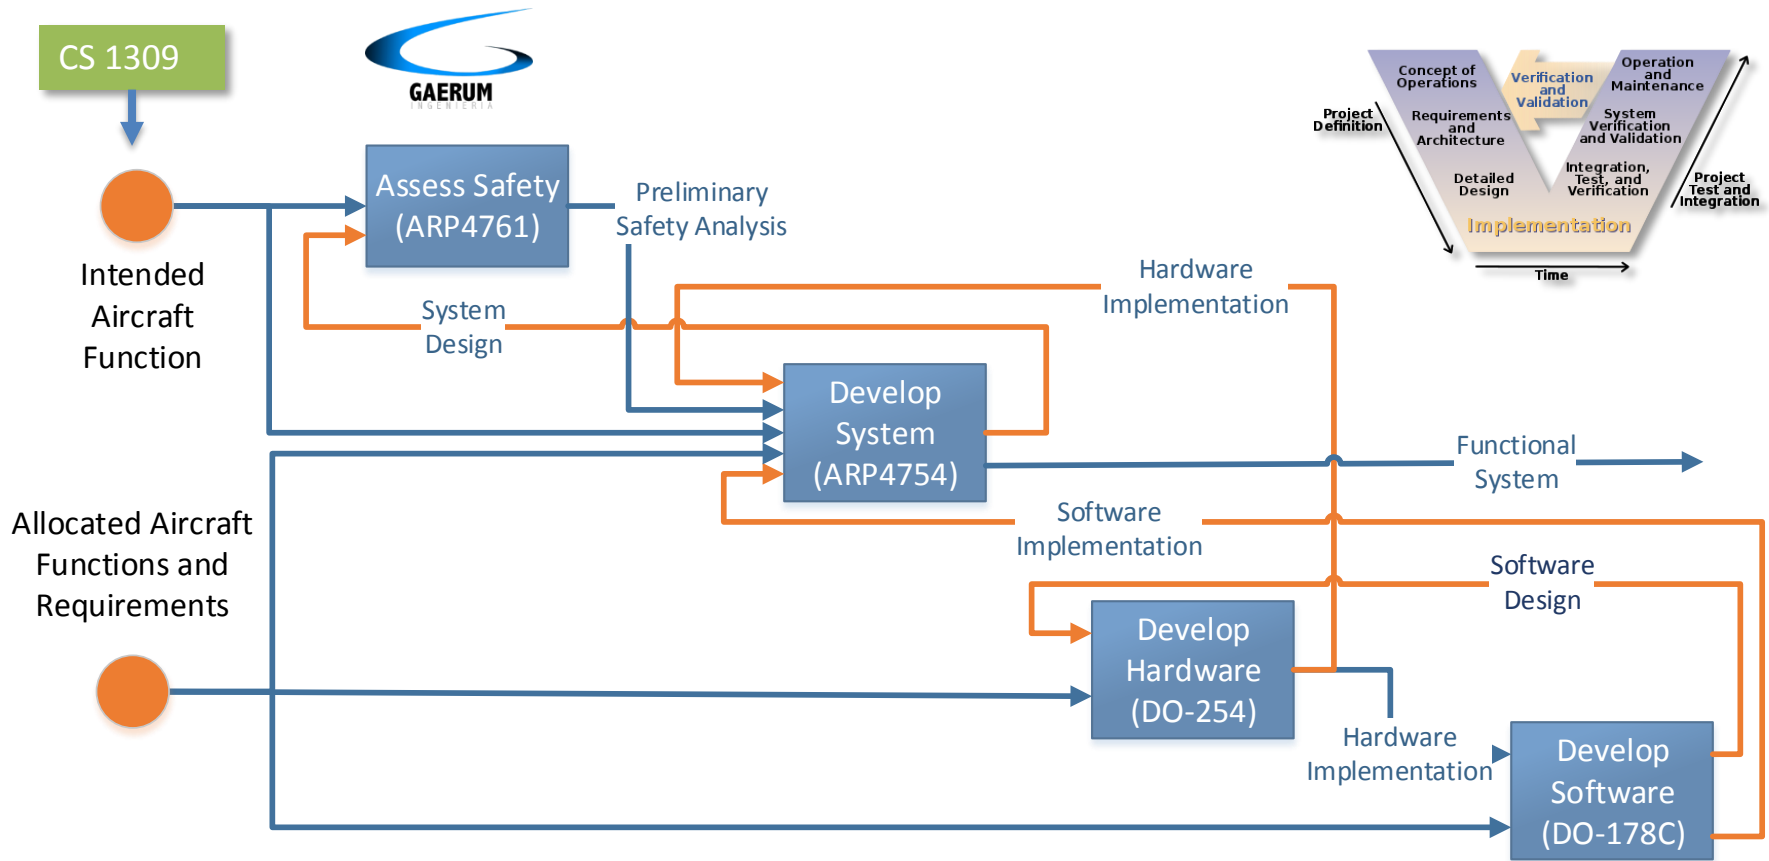 CS 1309
GAERUM
INGENIERIA
Concept of
Operations
Requirements
and
Architecture
Detailed
Design
Verification
and
Validation
Operation
and
Maintenance
System
Verification
and Validation
Integration,
Test, and
Verification
Implementation
Project
Definition
Project
Test and
Integration
Time
Assess Safety
(ARP4761)
Preliminary
Safety Analysis
Intended
Aircraft
Function
System
Design
Hardware
Implementation
Develop
System
(ARP4754)
Functional
System
Allocated Aircraft
Functions and
Requirements
Software
Implementation
Software
Design
Develop
Hardware
(DO-254)
Hardware
Implementation
Develop
Software
(DO-178C)